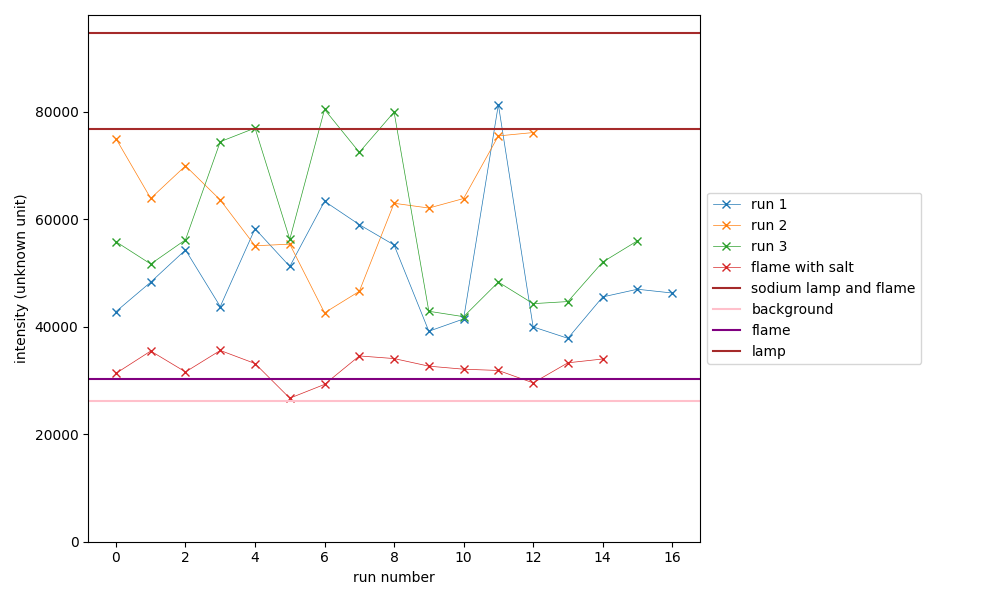 80000
60000
40000
20000
0
intensity (unknown unit)
0 2 4 6 8 10 12 14 16
run number
run 1
run 2
run 3
flame with salt
sodium lamp and flame
background
flame
lamp